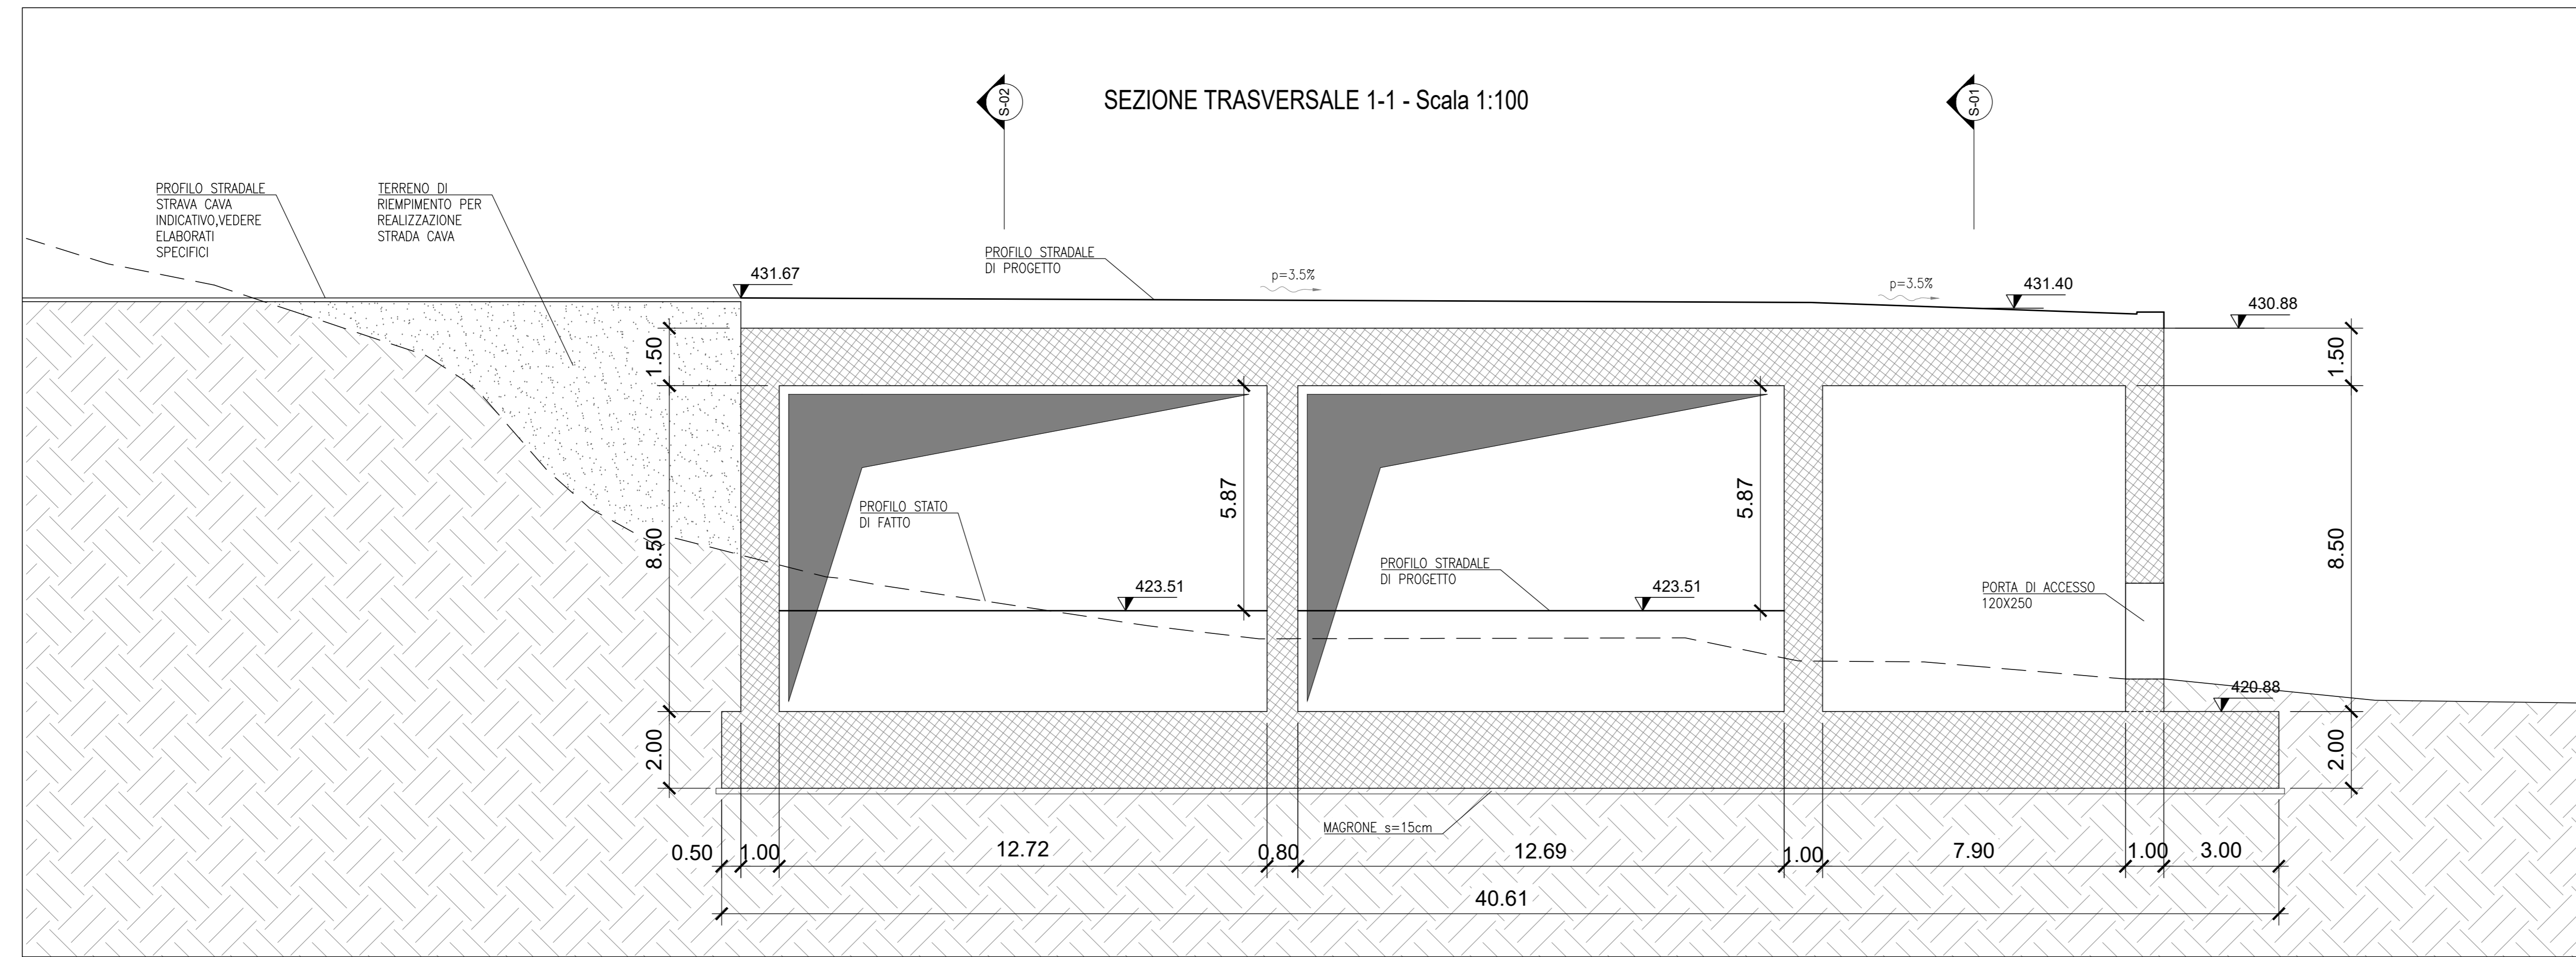 S-02
SEZIONE TRASVERSALE 1-1 - Scala 1:100
S-01
PROFILO STRADALE
STRAVA CAVA
INDICATIVO,VEDERE
ELABORATI
SPECIFICI
TERRENO DI
RIEMPIMENTO PER
REALIZZAZIONE
STRADA CAVA
PROFILO STRADALE
DI PROGETTO
431.67
p=3.5%
p=3.5%
431.40
430.88
1.50
1.50
5.87
5.87
PROFILO STATO
DI FATTO
8.50
8.50
423.51
PROFILO STRADALE
DI PROGETTO
423.51
PORTA DI ACCESSO
120X250
420.88
2.00
2.00
MAGRONE s=15cm
0.50
1.00
12.72
0.80
12.69
1.00
7.90
1.00
3.00
40.61